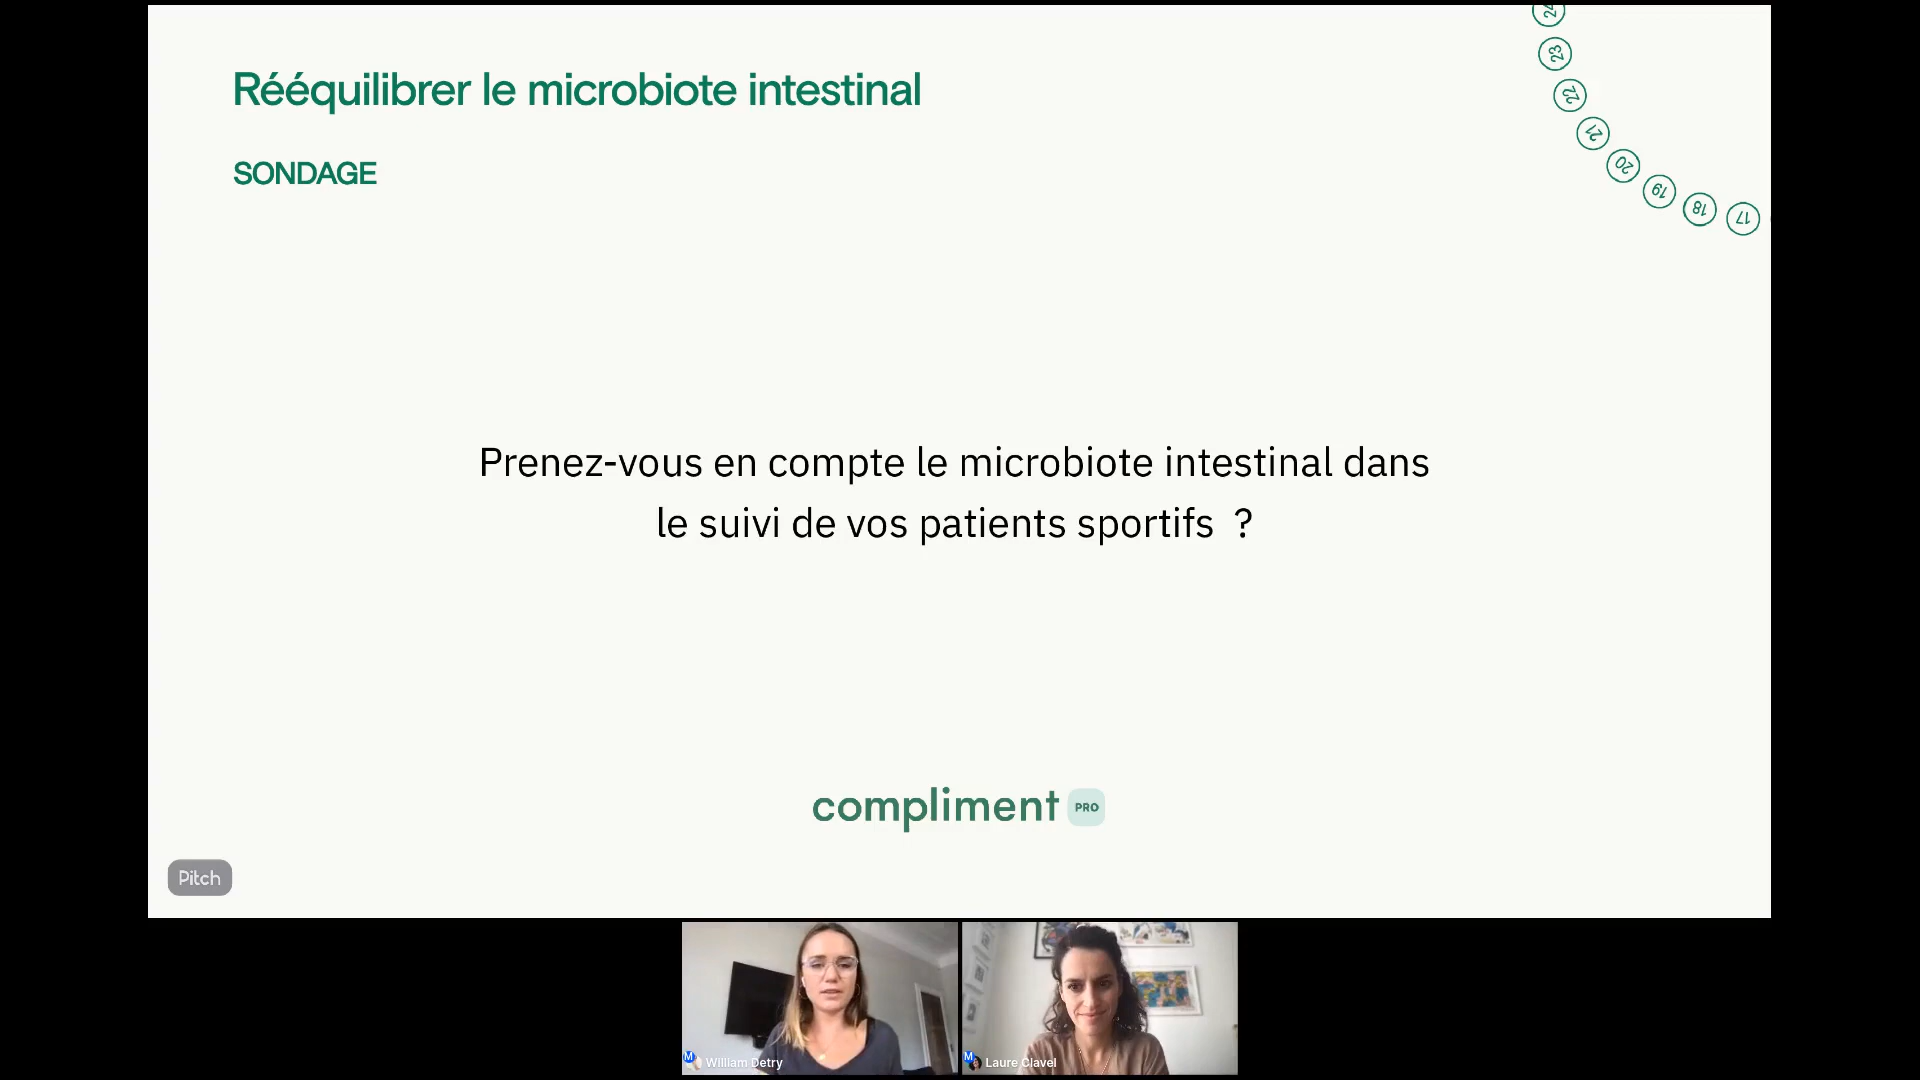 Rééquilibrer le microbiote intestinal
SONDAGE
24
23
22
21
20
19
18
17
Prenez-vous en compte le microbiote intestinal dans
le suivi de vos patients sportifs ?
compliment PRO
Pitch
M William Detry
M Laure Clavel